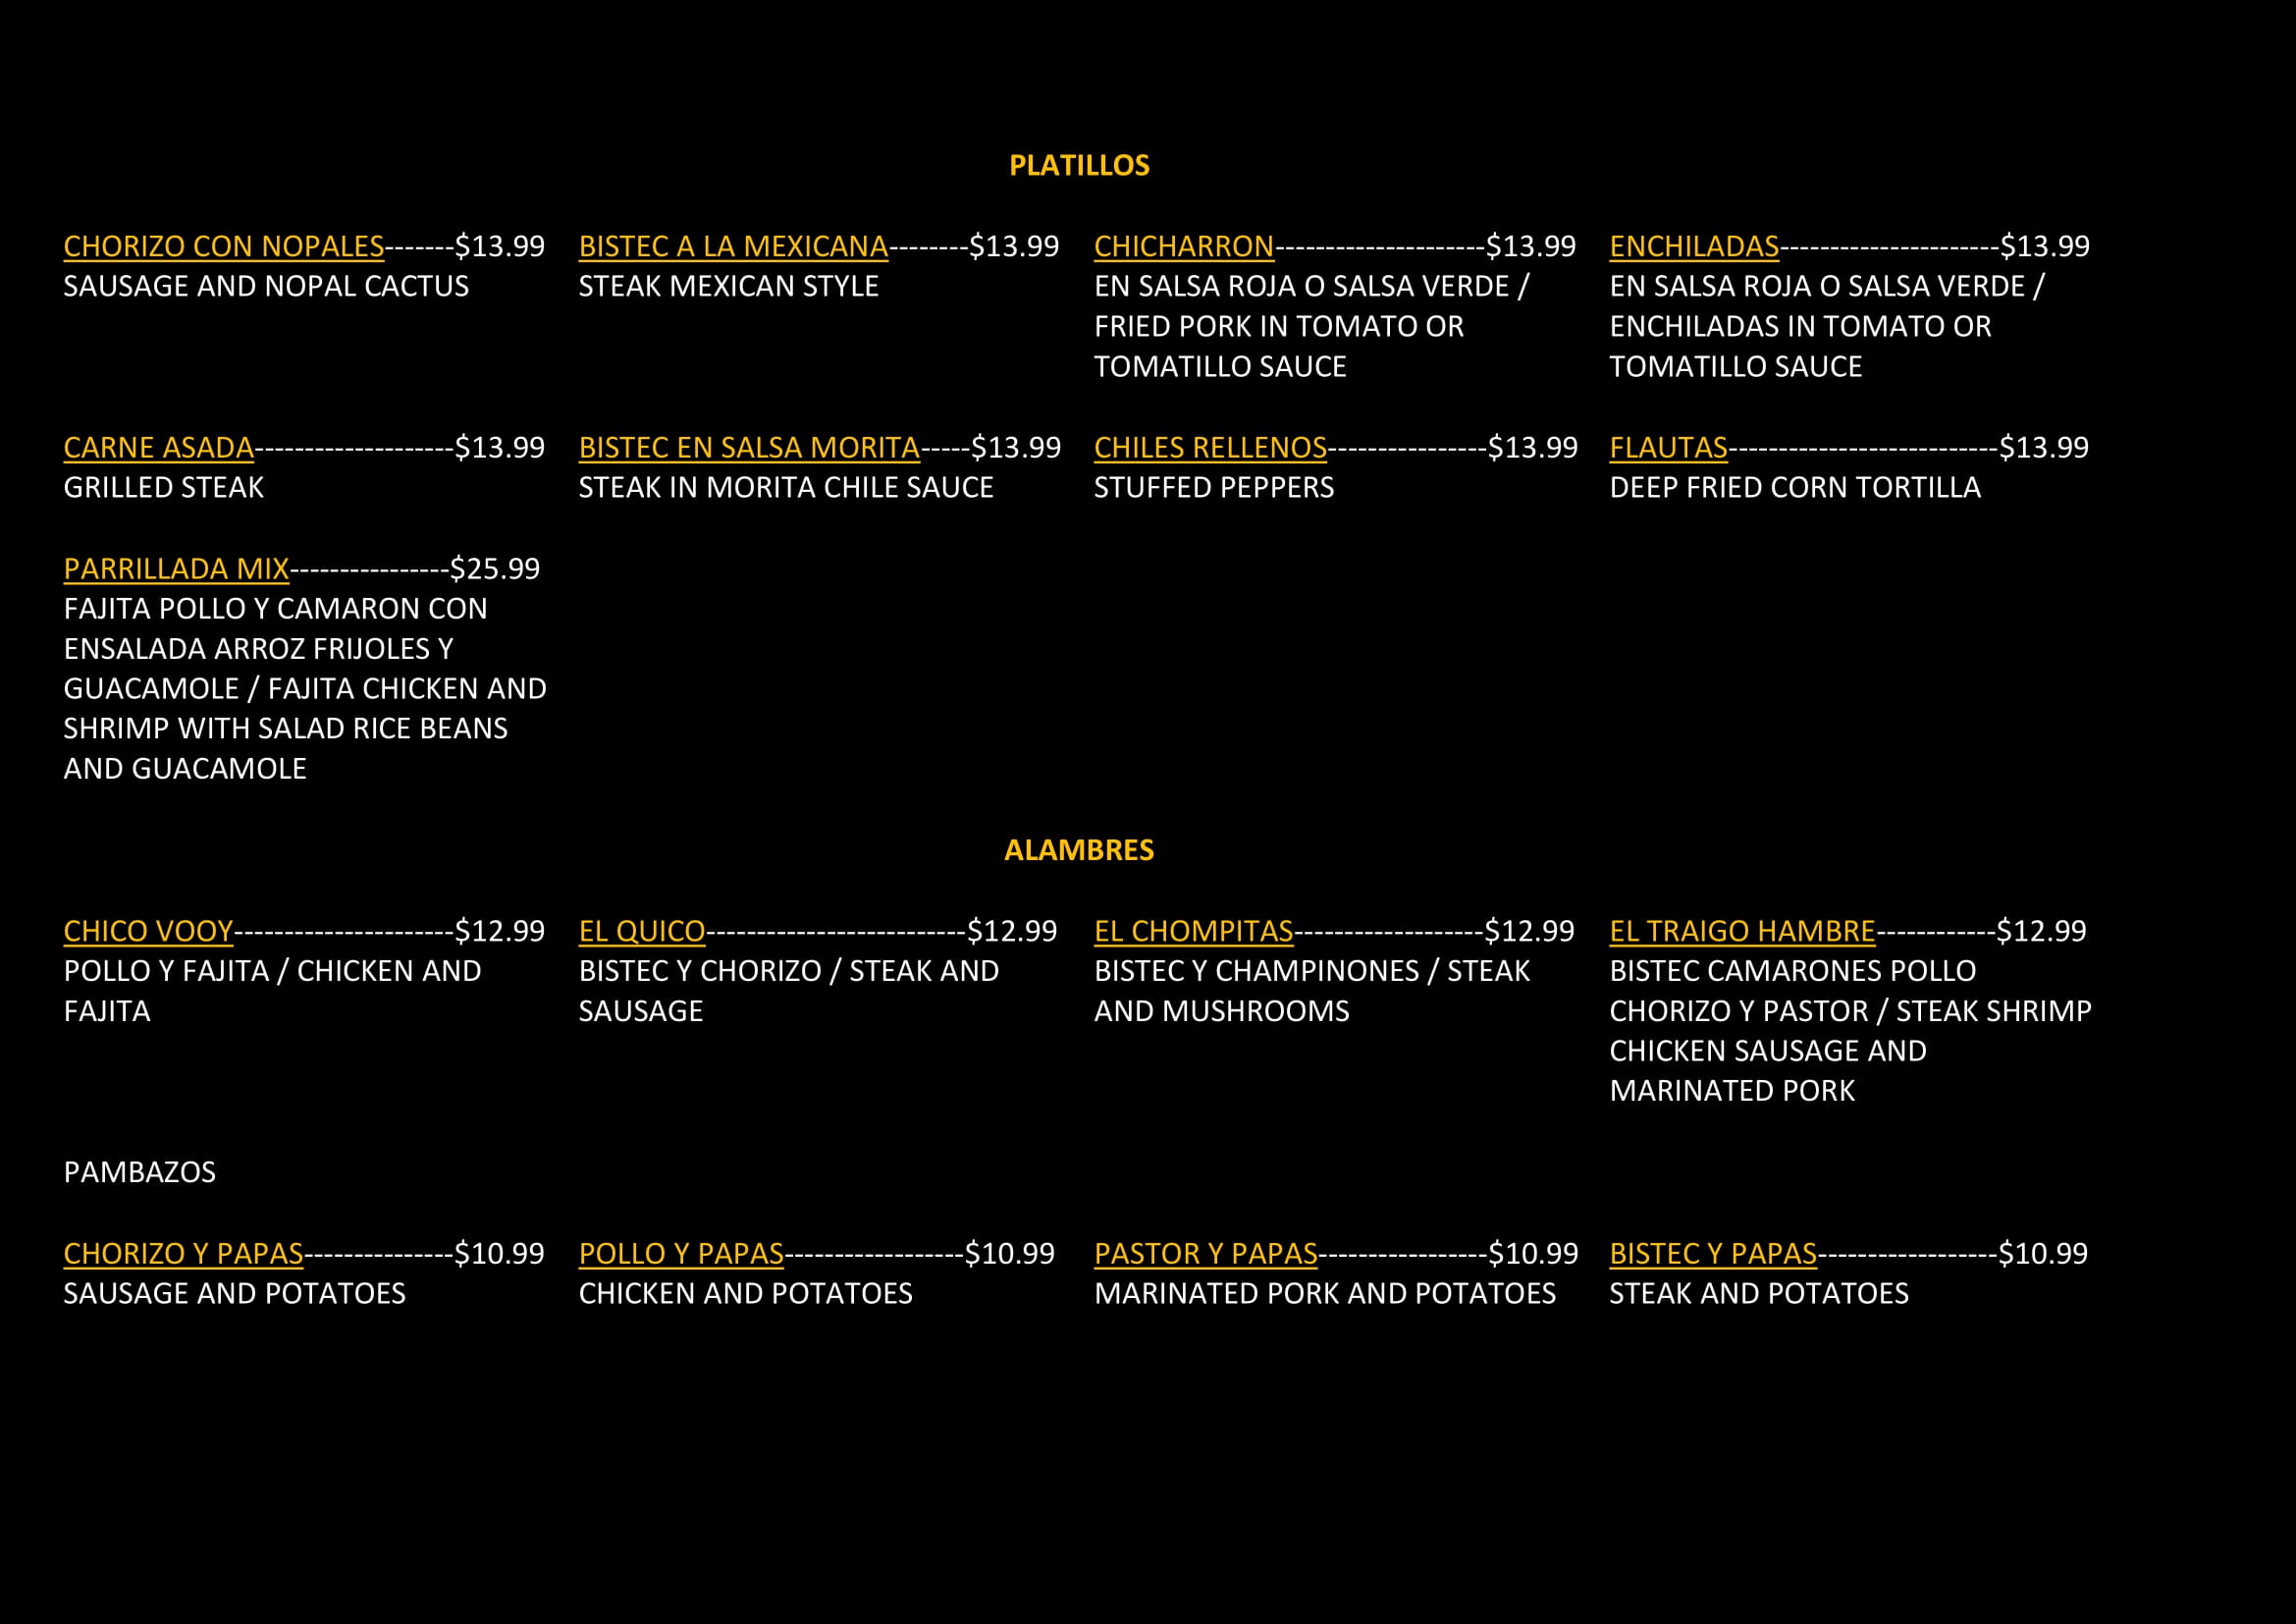 PLATILLOS
CHORIZO CON NOPALES-------$13.99
SAUSAGE AND NOPAL CACTUS
BISTEC A LA MEXICANA--------$13.99
STEAK MEXICAN STYLE
CHICHARRON---------------------$13.99
EN SALSA ROJA O SALSA VERDE /
FRIED PORK IN TOMATO OR
TOMATILLO SAUCE
ENCHILADAS----------------------$13.99
EN SALSA ROJA O SALSA VERDE /
ENCHILADAS IN TOMATO OR
TOMATILLO SAUCE
CARNE ASADA--------------------$13.99
GRILLED STEAK
BISTEC EN SALSA MORITA-----$13.99
STEAK IN MORITA CHILE SAUCE
CHILES RELLENOS----------------$13.99
STUFFED PEPPERS
FLAUTAS---------------------------$13.99
DEEP FRIED CORN TORTILLA
PARRILLADA MIX----------------$25.99
FAJITA POLLO Y CAMARON CON
ENSALADA ARROZ FRIJOLES Y
GUACAMOLE / FAJITA CHICKEN AND
SHRIMP WITH SALAD RICE BEANS
AND GUACAMOLE
ALAMBRES
CHICO VOOY----------------------$12.99
POLLO Y FAJITA / CHICKEN AND
FAJITA
EL QUICO--------------------------$12.99
BISTEC Y CHORIZO / STEAK AND
SAUSAGE
EL CHOMPITAS-------------------$12.99
BISTEC Y CHAMPINONES / STEAK
AND MUSHROOMS
EL TRAIGO HAMBRE------------$12.99
BISTEC CAMARONES POLLO
CHORIZO Y PASTOR / STEAK SHRIMP
CHICKEN SAUSAGE AND
MARINATED PORK
PAMBAZOS
CHORIZO Y PAPAS---------------$10.99
SAUSAGE AND POTATOES
POLLO Y PAPAS------------------$10.99
CHICKEN AND POTATOES
PASTOR Y PAPAS-----------------$10.99
MARINATED PORK AND POTATOES
BISTEC Y PAPAS------------------$10.99
STEAK AND POTATOES